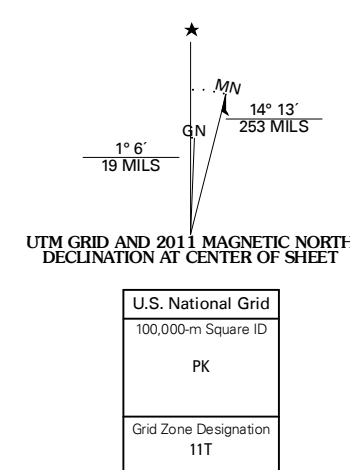 ★
MN
GN
14° 13´
253 MILS
1° 6´
19 MILS
UTM GRID AND 2011 MAGNETIC NORTH
DECLINATION AT CENTER OF SHEET
U.S. National Grid
100,000-m Square ID
PK
Grid Zone Designation
11T